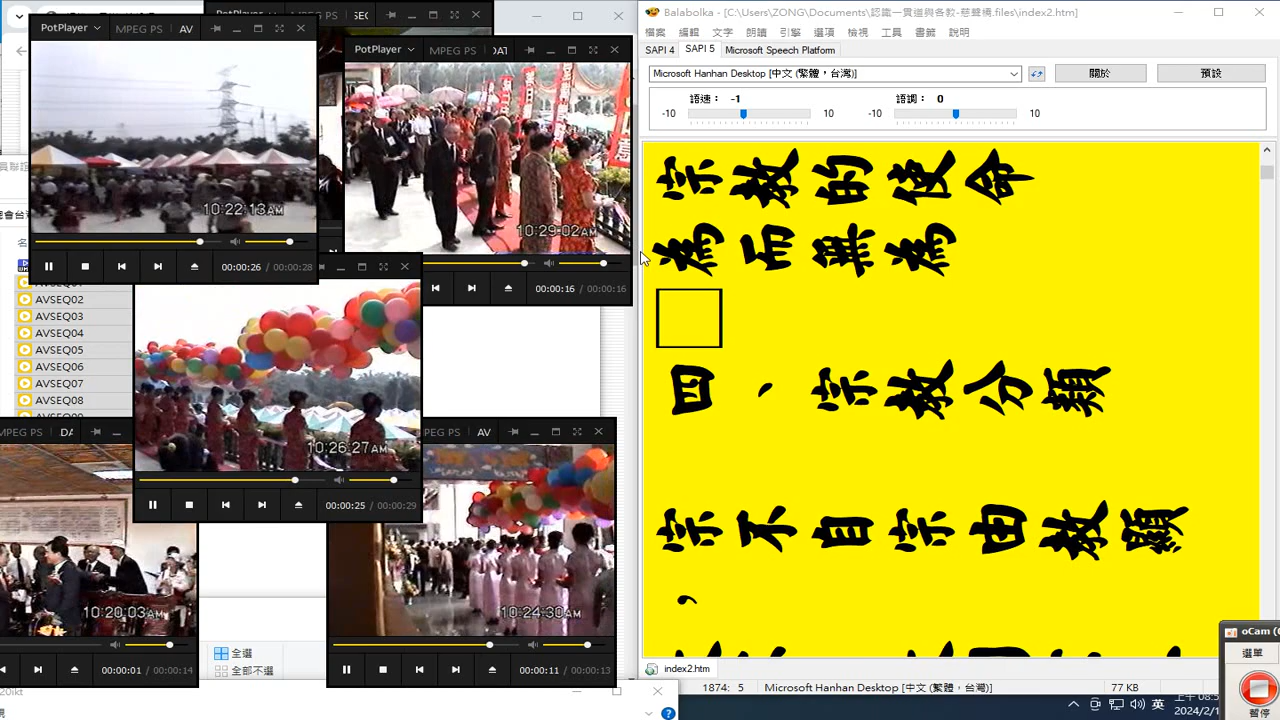 PotPlayer
MPEG PS
SEC
PotPlayer
MPEG PS
AV
10:22:13AM
00:00:26 / 00:00:28
PotPlayer
MPEG PS
DAT
10:29:02AM
00:00:16 / 00:00:16
名
AVSEQ02
AVSEQ03
AVSEQ04
AVSEQ05
AVSEQ06
AVSEQ07
AVSEQ08
10:26:27AM
00:00:25 / 00:00:29
MPEG PS
DA
10:20:03AM
00:00:01 / 00:00:14
MPEG PS
AV
10:24:30AM
00:00:11 / 00:00:13
全選
全部不選
20ikt
Balabolka - [C:\Users\ZONG\Documents\認識一貫道與各教-慈聲橋.files\index2.htm]
檔案 編輯 文字 朗讀 引擎 選項 檢視 工具 書籤 說明
SAPI 4 SAPI 5 Microsoft Speech Platform
Microsoft Hanhan Desktop [中文 (繁體，台灣)]
關於
預設
語速： -1
語調： 0
-10 10
-10 10
宗教的使命
為而無為
四、宗教分類
宗不自宗由教顯
，
index2.htm
1874: 5
Microsoft Hanhan Desktop [中文 (繁體，台灣)]
77 KB
英
2024/2/1
oCam
選單
暫停